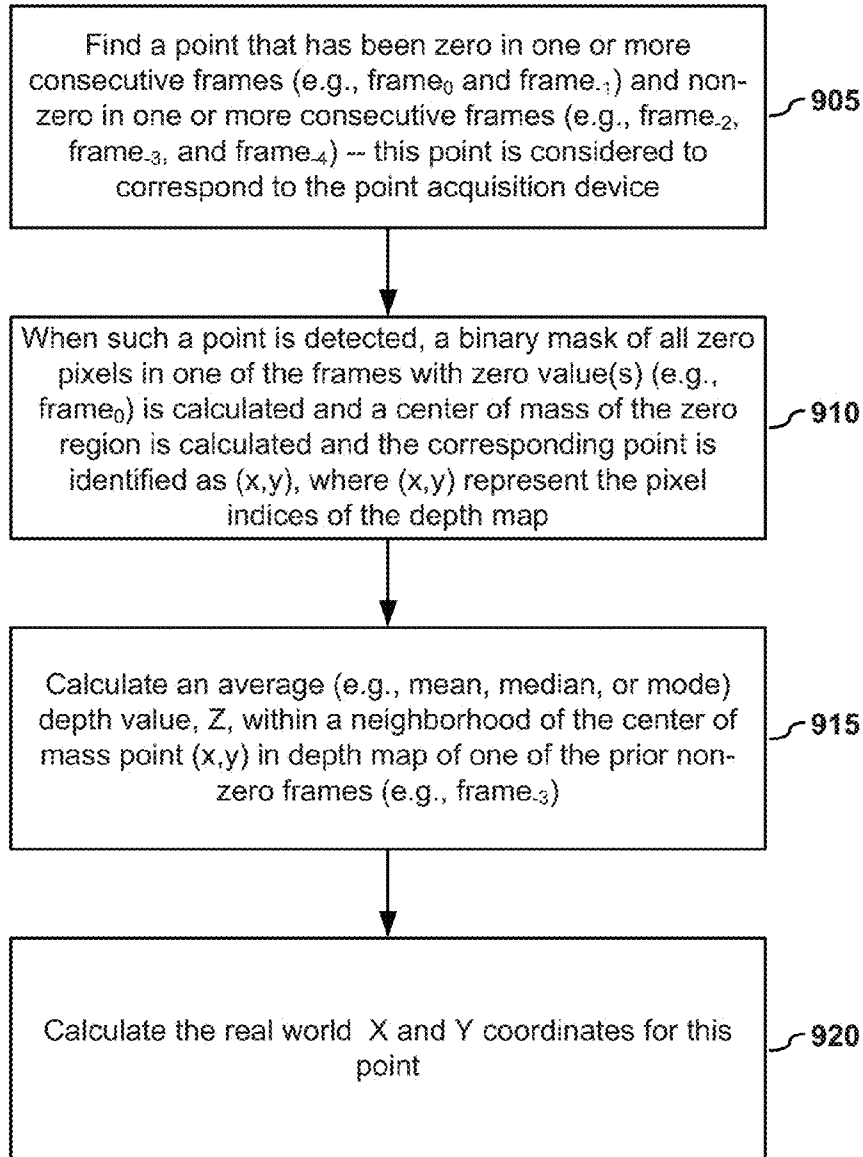 Find a point that has been zero in one or more
consecutive frames (e.g., frame₀ and frame₋₁) and non-
zero in one or more consecutive frames (e.g., frame₋₂,
frame₋₃, and frame₋₄) -- this point is considered to
correspond to the point acquisition device
905
When such a point is detected, a binary mask of all zero
pixels in one of the frames with zero value(s) (e.g.,
frame₀) is calculated and a center of mass of the zero
region is calculated and the corresponding point is
identified as (x,y), where (x,y) represent the pixel
indices of the depth map
910
Calculate an average (e.g., mean, median, or mode)
depth value, Z, within a neighborhood of the center of
mass point (x,y) in depth map of one of the prior non-
zero frames (e.g., frame₋₃)
915
Calculate the real world X and Y coordinates for this
point
920